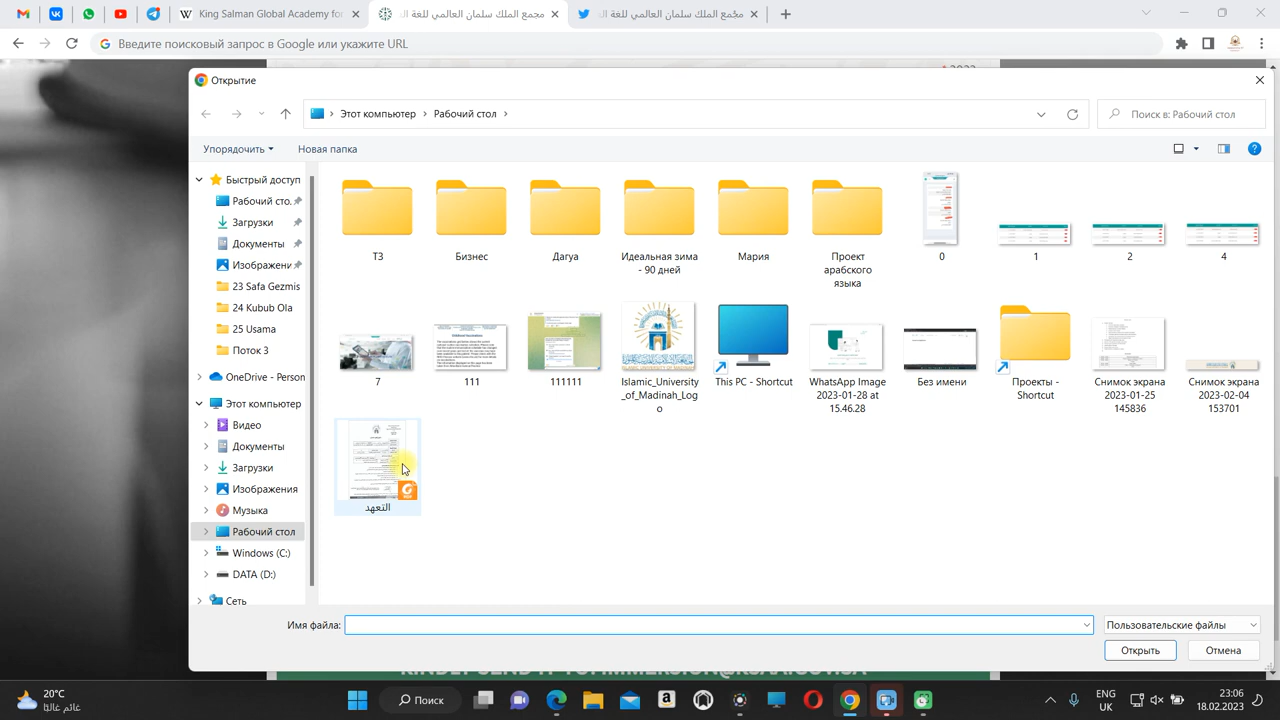 King Salman Global Academy for
مجمع الملك سلمان العالمي للغة ال
مجْمع الملك سلمان العالمي للغة ال
Введите поисковый запрос в Google или укажите URL
Открытие
Этот компьютер
Рабочий стол
Поиск в: Рабочий стол
Упорядочить
Новая папка
Быстрый доступ
Рабочий сто.
Загрузки
Документы
Изображени
23 Safa Gezmis
24 Kubub Ola
25 Usama
Поток 3
OneDrive - Person
Этот компьютер
Видео
Документы
Загрузки
Изображения
Музыка
Рабочий стол
Windows (C:)
DATA (D:)
Сеть
ТЗ
Бизнес
Дагуа
Идеальная зима
- 90 дней
Мария
Проект
арабского
языка
0
1
2
4
7
111
111111
Islamic_University
_of_Madinah_Log
o
This PC - Shortcut
WhatsApp Image
2023-01-28 at
15.46.28
Без имени
Проекты -
Shortcut
Снимок экрана
2023-01-25
145836
Снимок экрана
2023-02-04
153701
التعهد
Имя файла:
Пользовательские файлы
Открыть
Отмена
20°C
غائم غالبًا
Поиск
ENG
UK
23:06
18.02.2023